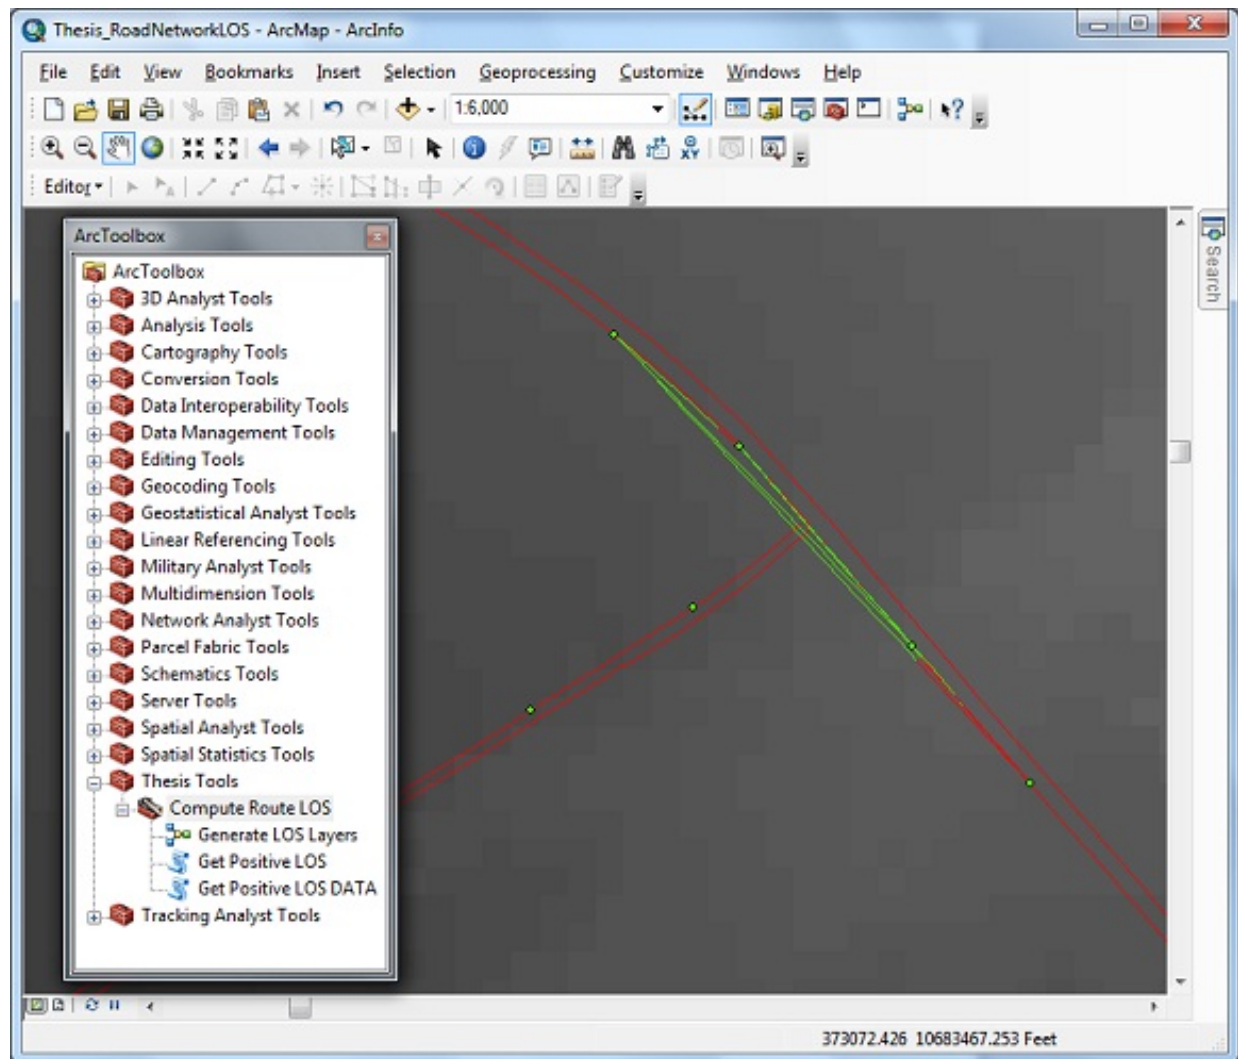 Thesis_RoadNetworkLOS - ArcMap - ArcInfo
File Edit View Bookmarks Insert Selection Geoprocessing Customize Windows Help
1:6,000
Editor
ArcToolbox
ArcToolbox
3D Analyst Tools
Analysis Tools
Cartography Tools
Conversion Tools
Data Interoperability Tools
Data Management Tools
Editing Tools
Geocoding Tools
Geostatistical Analyst Tools
Linear Referencing Tools
Military Analyst Tools
Multidimension Tools
Network Analyst Tools
Parcel Fabric Tools
Schematics Tools
Server Tools
Spatial Analyst Tools
Spatial Statistics Tools
Thesis Tools
Compute Route LOS
Generate LOS Layers
Get Positive LOS
Get Positive LOS DATA
Tracking Analyst Tools
Search
373072.426 10683467.253 Feet